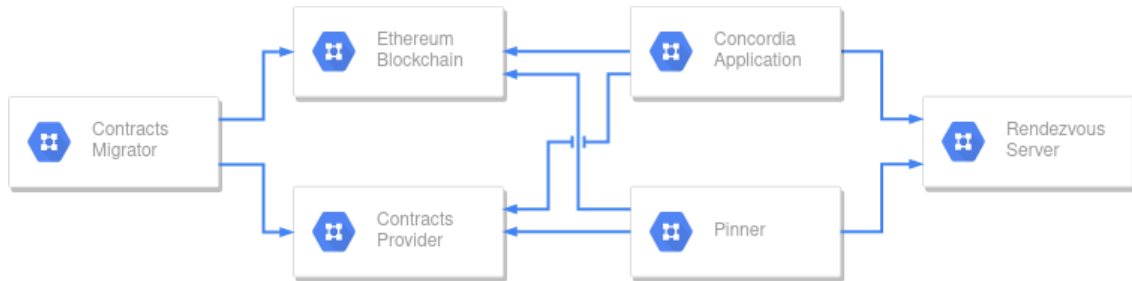 Ethereum
Blockchain
Concordia
Application
Contracts
Migrator
Rendezvous
Server
Contracts
Provider
Pinner